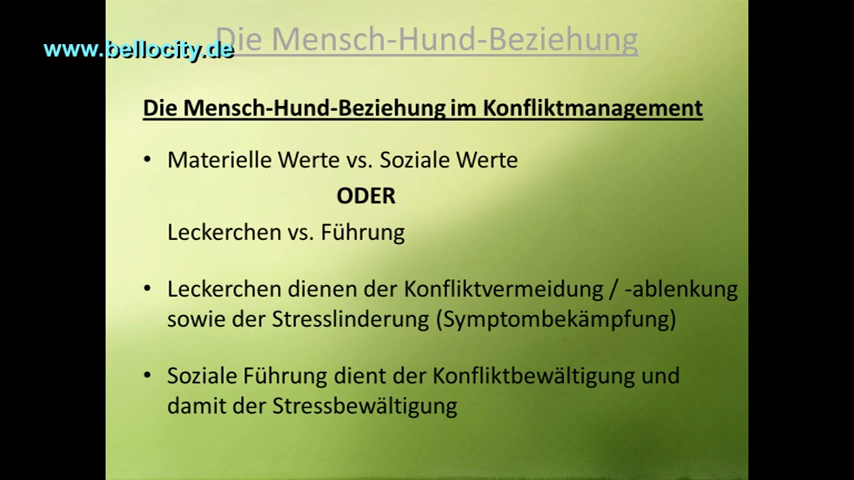 Die Mensch-Hund-Beziehung
www.bellocity.de
Die Mensch-Hund-Beziehung im Konfliktmanagement
• Materielle Werte vs. Soziale Werte
ODER
Leckerchen vs. Führung
• Leckerchen dienen der Konfliktvermeidung / -ablenkung
sowie der Stresslinderung (Symptombekämpfung)
• Soziale Führung dient der Konfliktbewältigung und
damit der Stressbewältigung